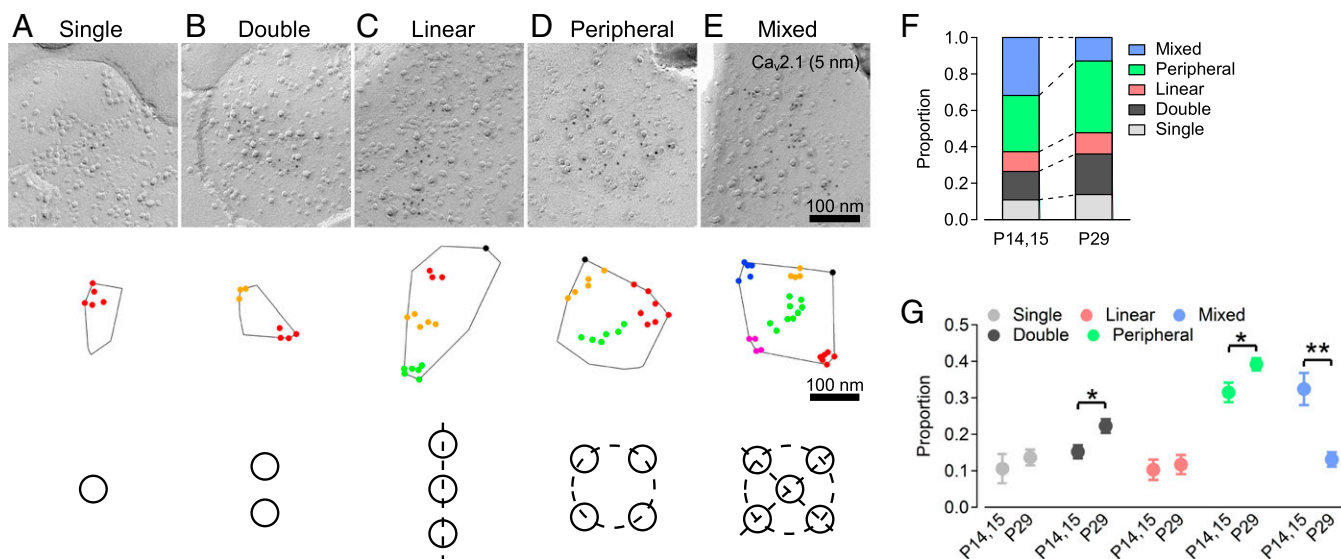 A Single
B Double
C Linear
D Peripheral
E Mixed
Cav2.1 (5 nm)
100 nm
100 nm
F
Proportion
1.0
0.8
0.6
0.4
0.2
0.0
P14,15 P29
Mixed
Peripheral
Linear
Double
Single
G
Single Linear Mixed
Double Peripheral
Proportion
0.5
0.4
0.3
0.2
0.1
0.0
* * **
P14,15 P29 P14,15 P29 P14,15 P29 P14,15 P29 P14,15 P29